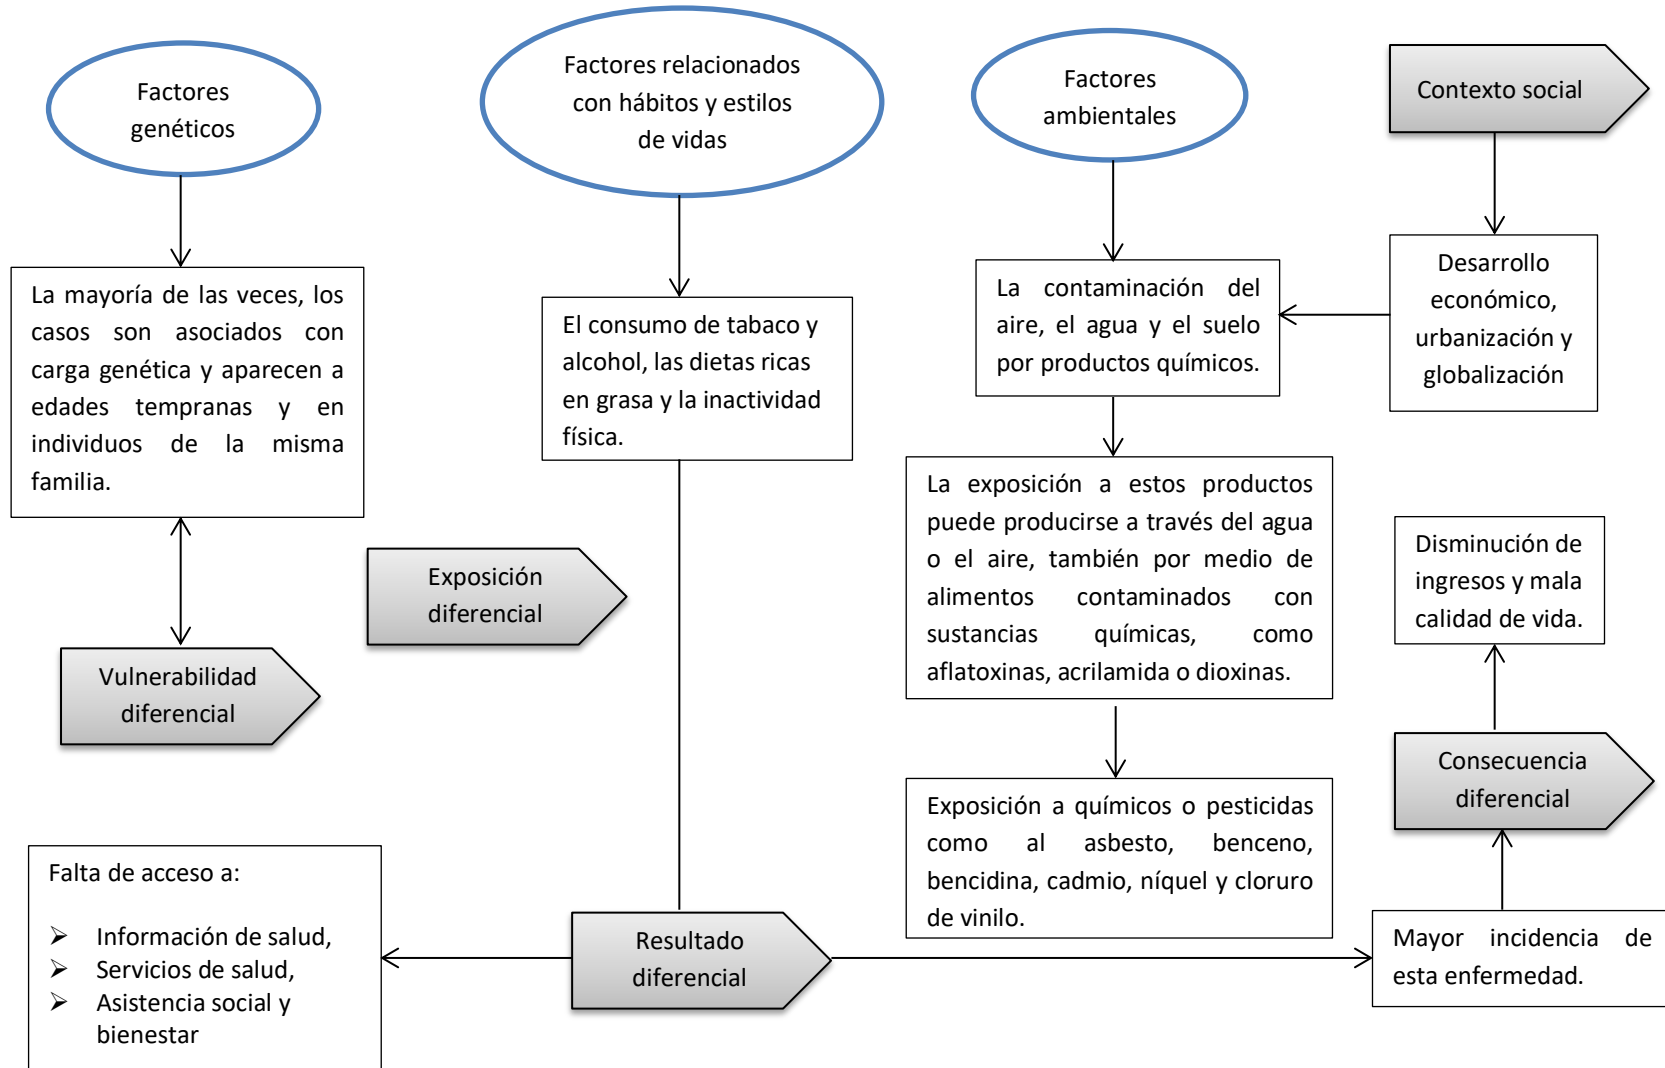 Factores
genéticos
Factores relacionados
con hábitos y estilos
de vidas
Factores
ambientales
Contexto social
La mayoría de las veces, los
casos son asociados con
carga genética y aparecen a
edades tempranas y en
individuos de la misma
familia.
El consumo de tabaco y
alcohol, las dietas ricas
en grasa y la inactividad
física.
La contaminación del
aire, el agua y el suelo
por productos químicos.
Desarrollo
económico,
urbanización y
globalización
Exposición
diferencial
La exposición a estos productos
puede producirse a través del agua
o el aire, también por medio de
alimentos contaminados con
sustancias químicas, como
aflatoxinas, acrilamida o dioxinas.
Disminución de
ingresos y mala
calidad de vida.
Vulnerabilidad
diferencial
Consecuencia
diferencial
Exposición a químicos o pesticidas
como al asbesto, benceno,
bencidina, cadmio, níquel y cloruro
de vinilo.
Falta de acceso a:
➢ Información de salud,
➢ Servicios de salud,
➢ Asistencia social y
bienestar
Resultado
diferencial
Mayor incidencia de
esta enfermedad.